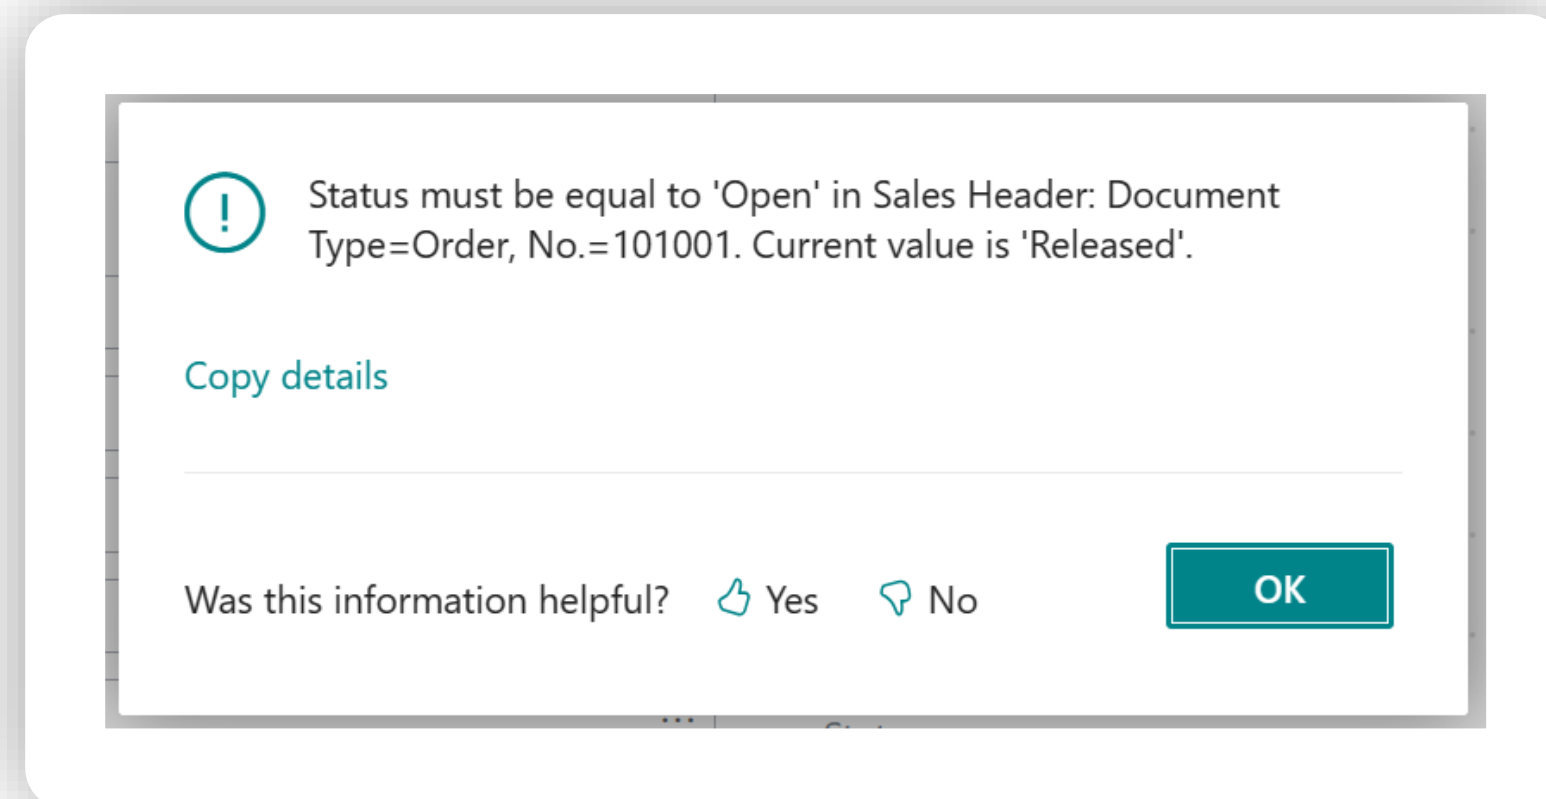 Status must be equal to 'Open' in Sales Header: Document
Type=Order, No.=101001. Current value is 'Released'.
Copy details
Was this information helpful? Yes No
OK